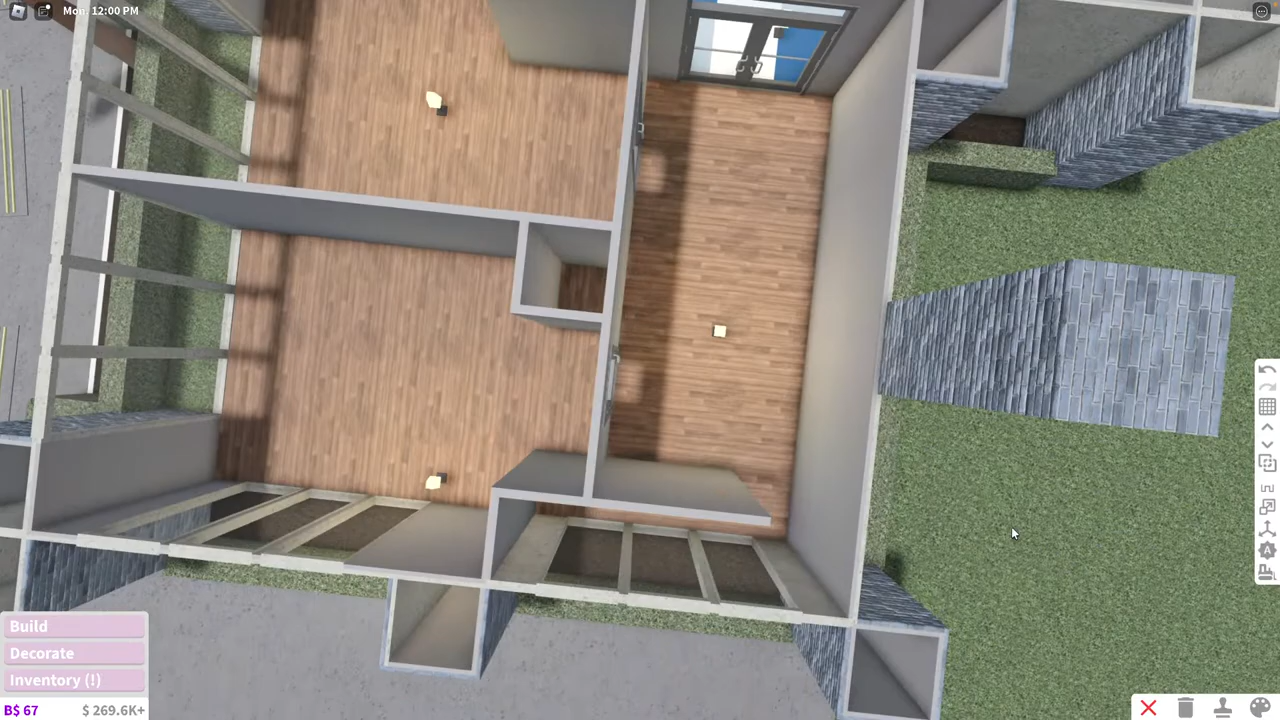 Mon. 12:00 PM
Build
Decorate
Inventory (!)
B$ 67 $ 269.6K+